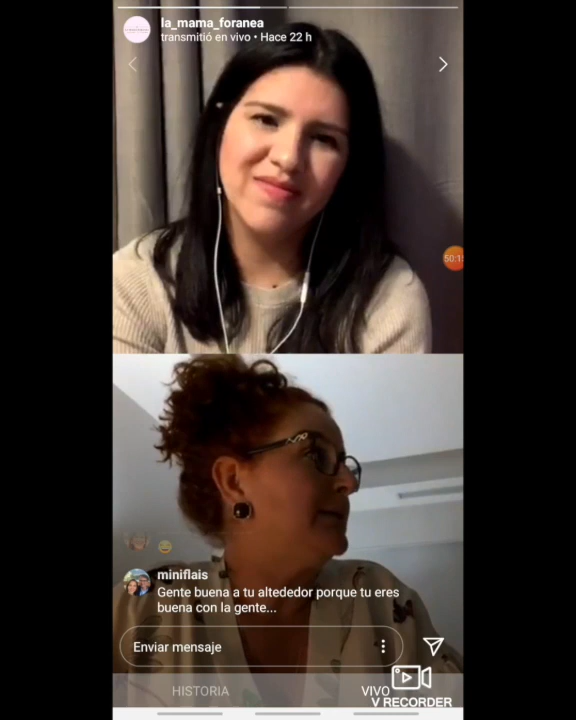 la_mama_foranea
transmitió en vivo • Hace 22 h
50:1
miniflais
Gente buena a tu altededor porque tu eres
buena con la gente...
Enviar mensaje
HISTORIA
VIVO
V RECORDER